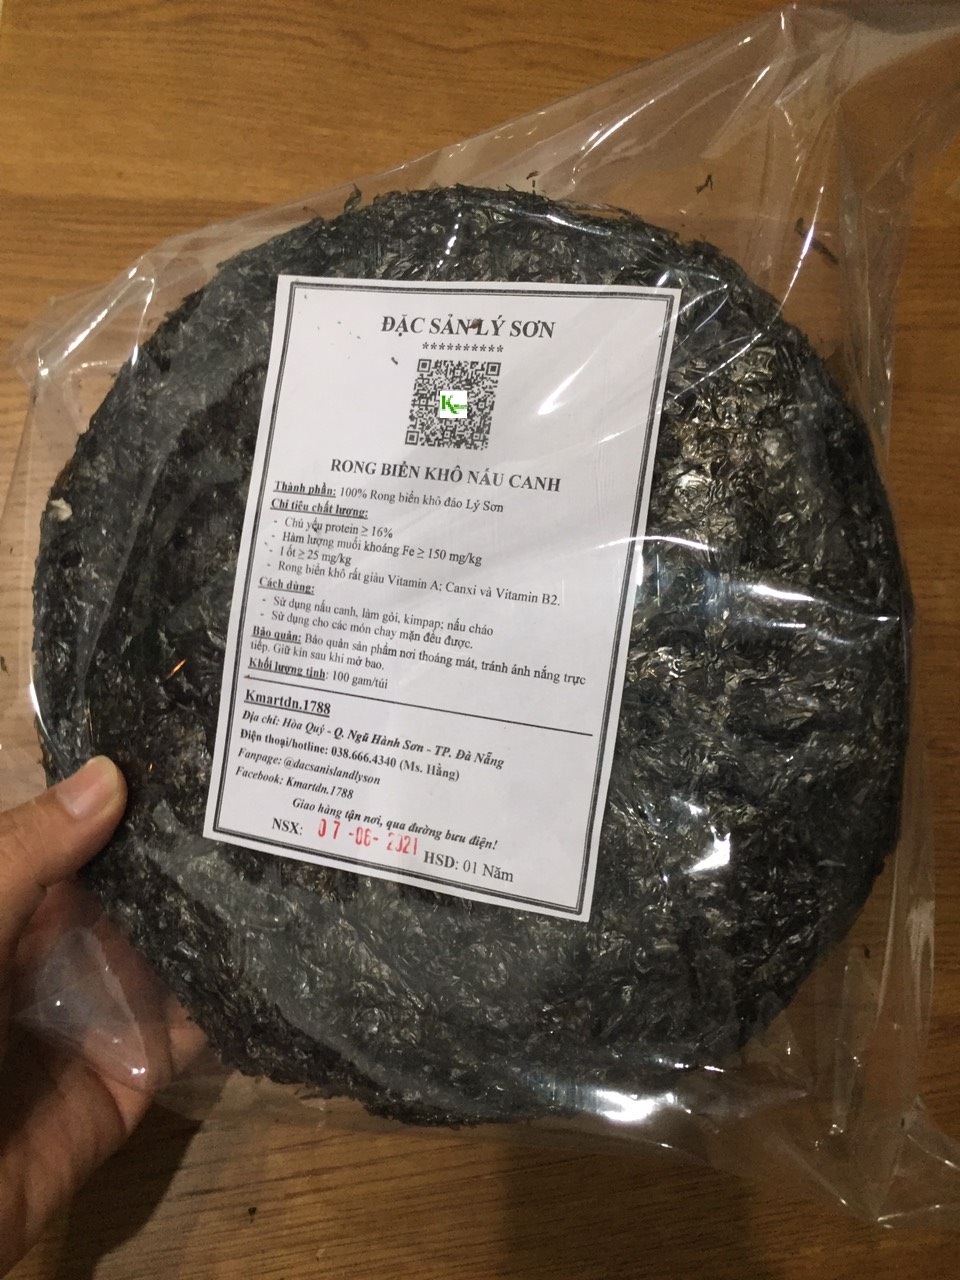 ĐẶC SẢN LÝ SƠN
**********
K
RONG BIỂN KHÔ NẤU CANH
Thành phần: 100% Rong biển khô đảo Lý Sơn
Chỉ tiêu chất lượng:
- Chủ yếu protein ≥ 16%
- Hàm lượng muối khoáng Fe ≥ 150 mg/kg
- I ốt ≥ 25 mg/kg
- Rong biển khô rất giàu Vitamin A; Canxi và Vitamin B2.
Cách dùng:
- Sử dụng nấu canh, làm gỏi, kimpap; nấu cháo
- Sử dụng cho các món chay mặn đều được.
Bảo quản: Bảo quản sản phẩm nơi thoáng mát, tránh ánh nắng trực
tiếp. Giữ kín sau khi mở bao.
Khối lượng tịnh: 100 gam/túi
Kmartdn.1788
Địa chỉ: Hòa Quý - Q. Ngũ Hành Sơn - TP. Đà Nẵng
Điện thoại/hotline: 038.666.4340 (Ms. Hằng)
Fanpage: @dacsanislandlyson
Facebook: Kmartdn.1788
Giao hàng tận nơi, qua đường bưu điện!
NSX: 07-06-2021 HSD: 01 Năm